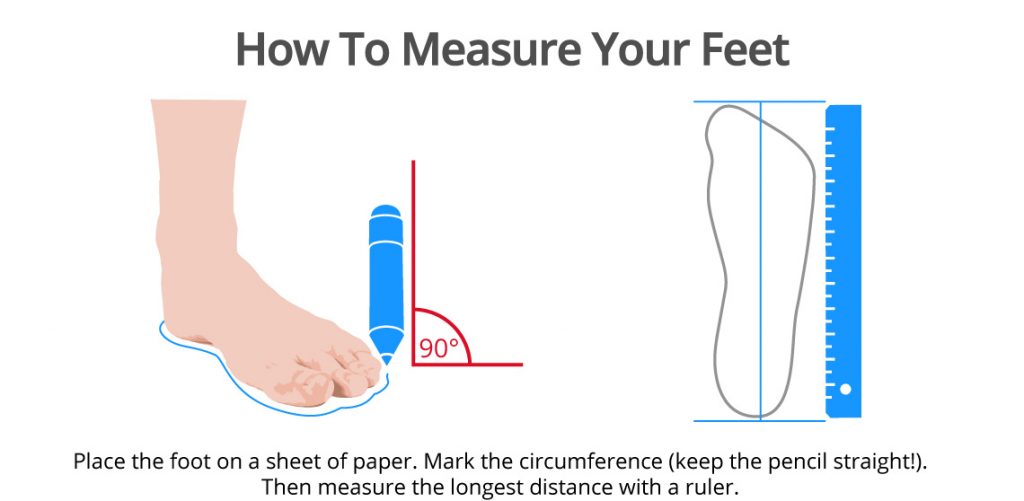 How To Measure Your Feet
90°
Place the foot on a sheet of paper. Mark the circumference (keep the pencil straight!).
Then measure the longest distance with a ruler.